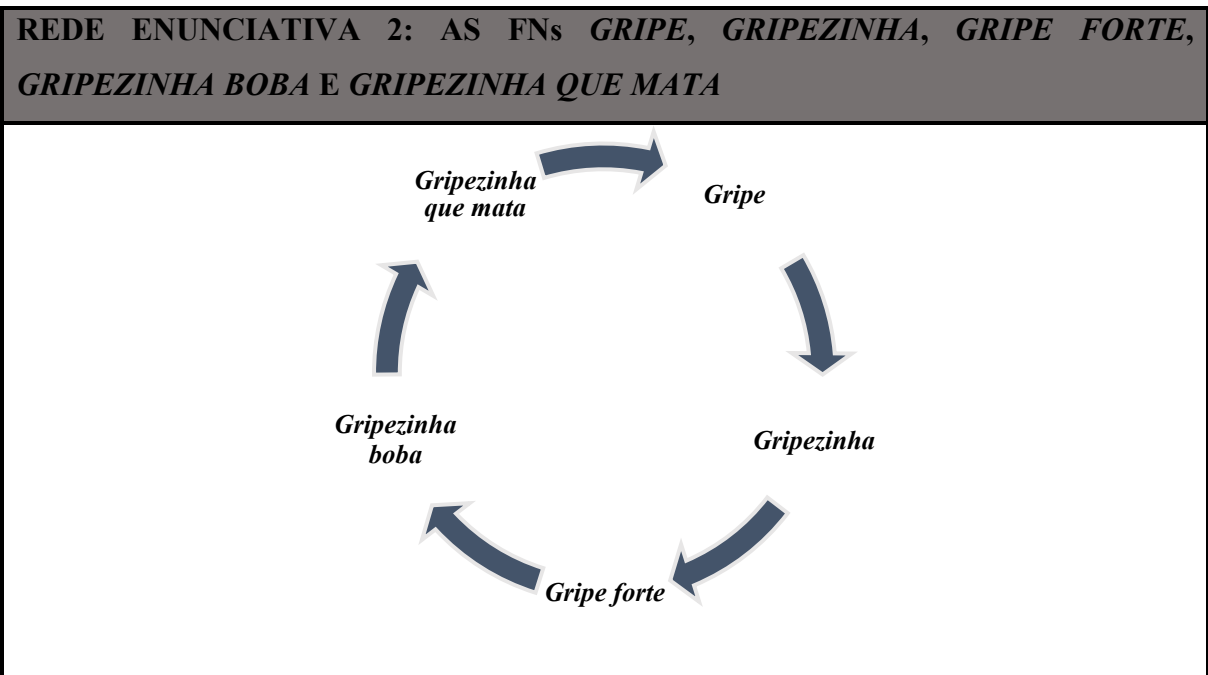 REDE ENUNCIATIVA 2: AS FNs GRIPE, GRIPEZINHA, GRIPE FORTE,
GRIPEZINHA BOBA E GRIPEZINHA QUE MATA
Gripezinha
que mata
Gripe
Gripezinha
Gripe forte
Gripezinha
boba